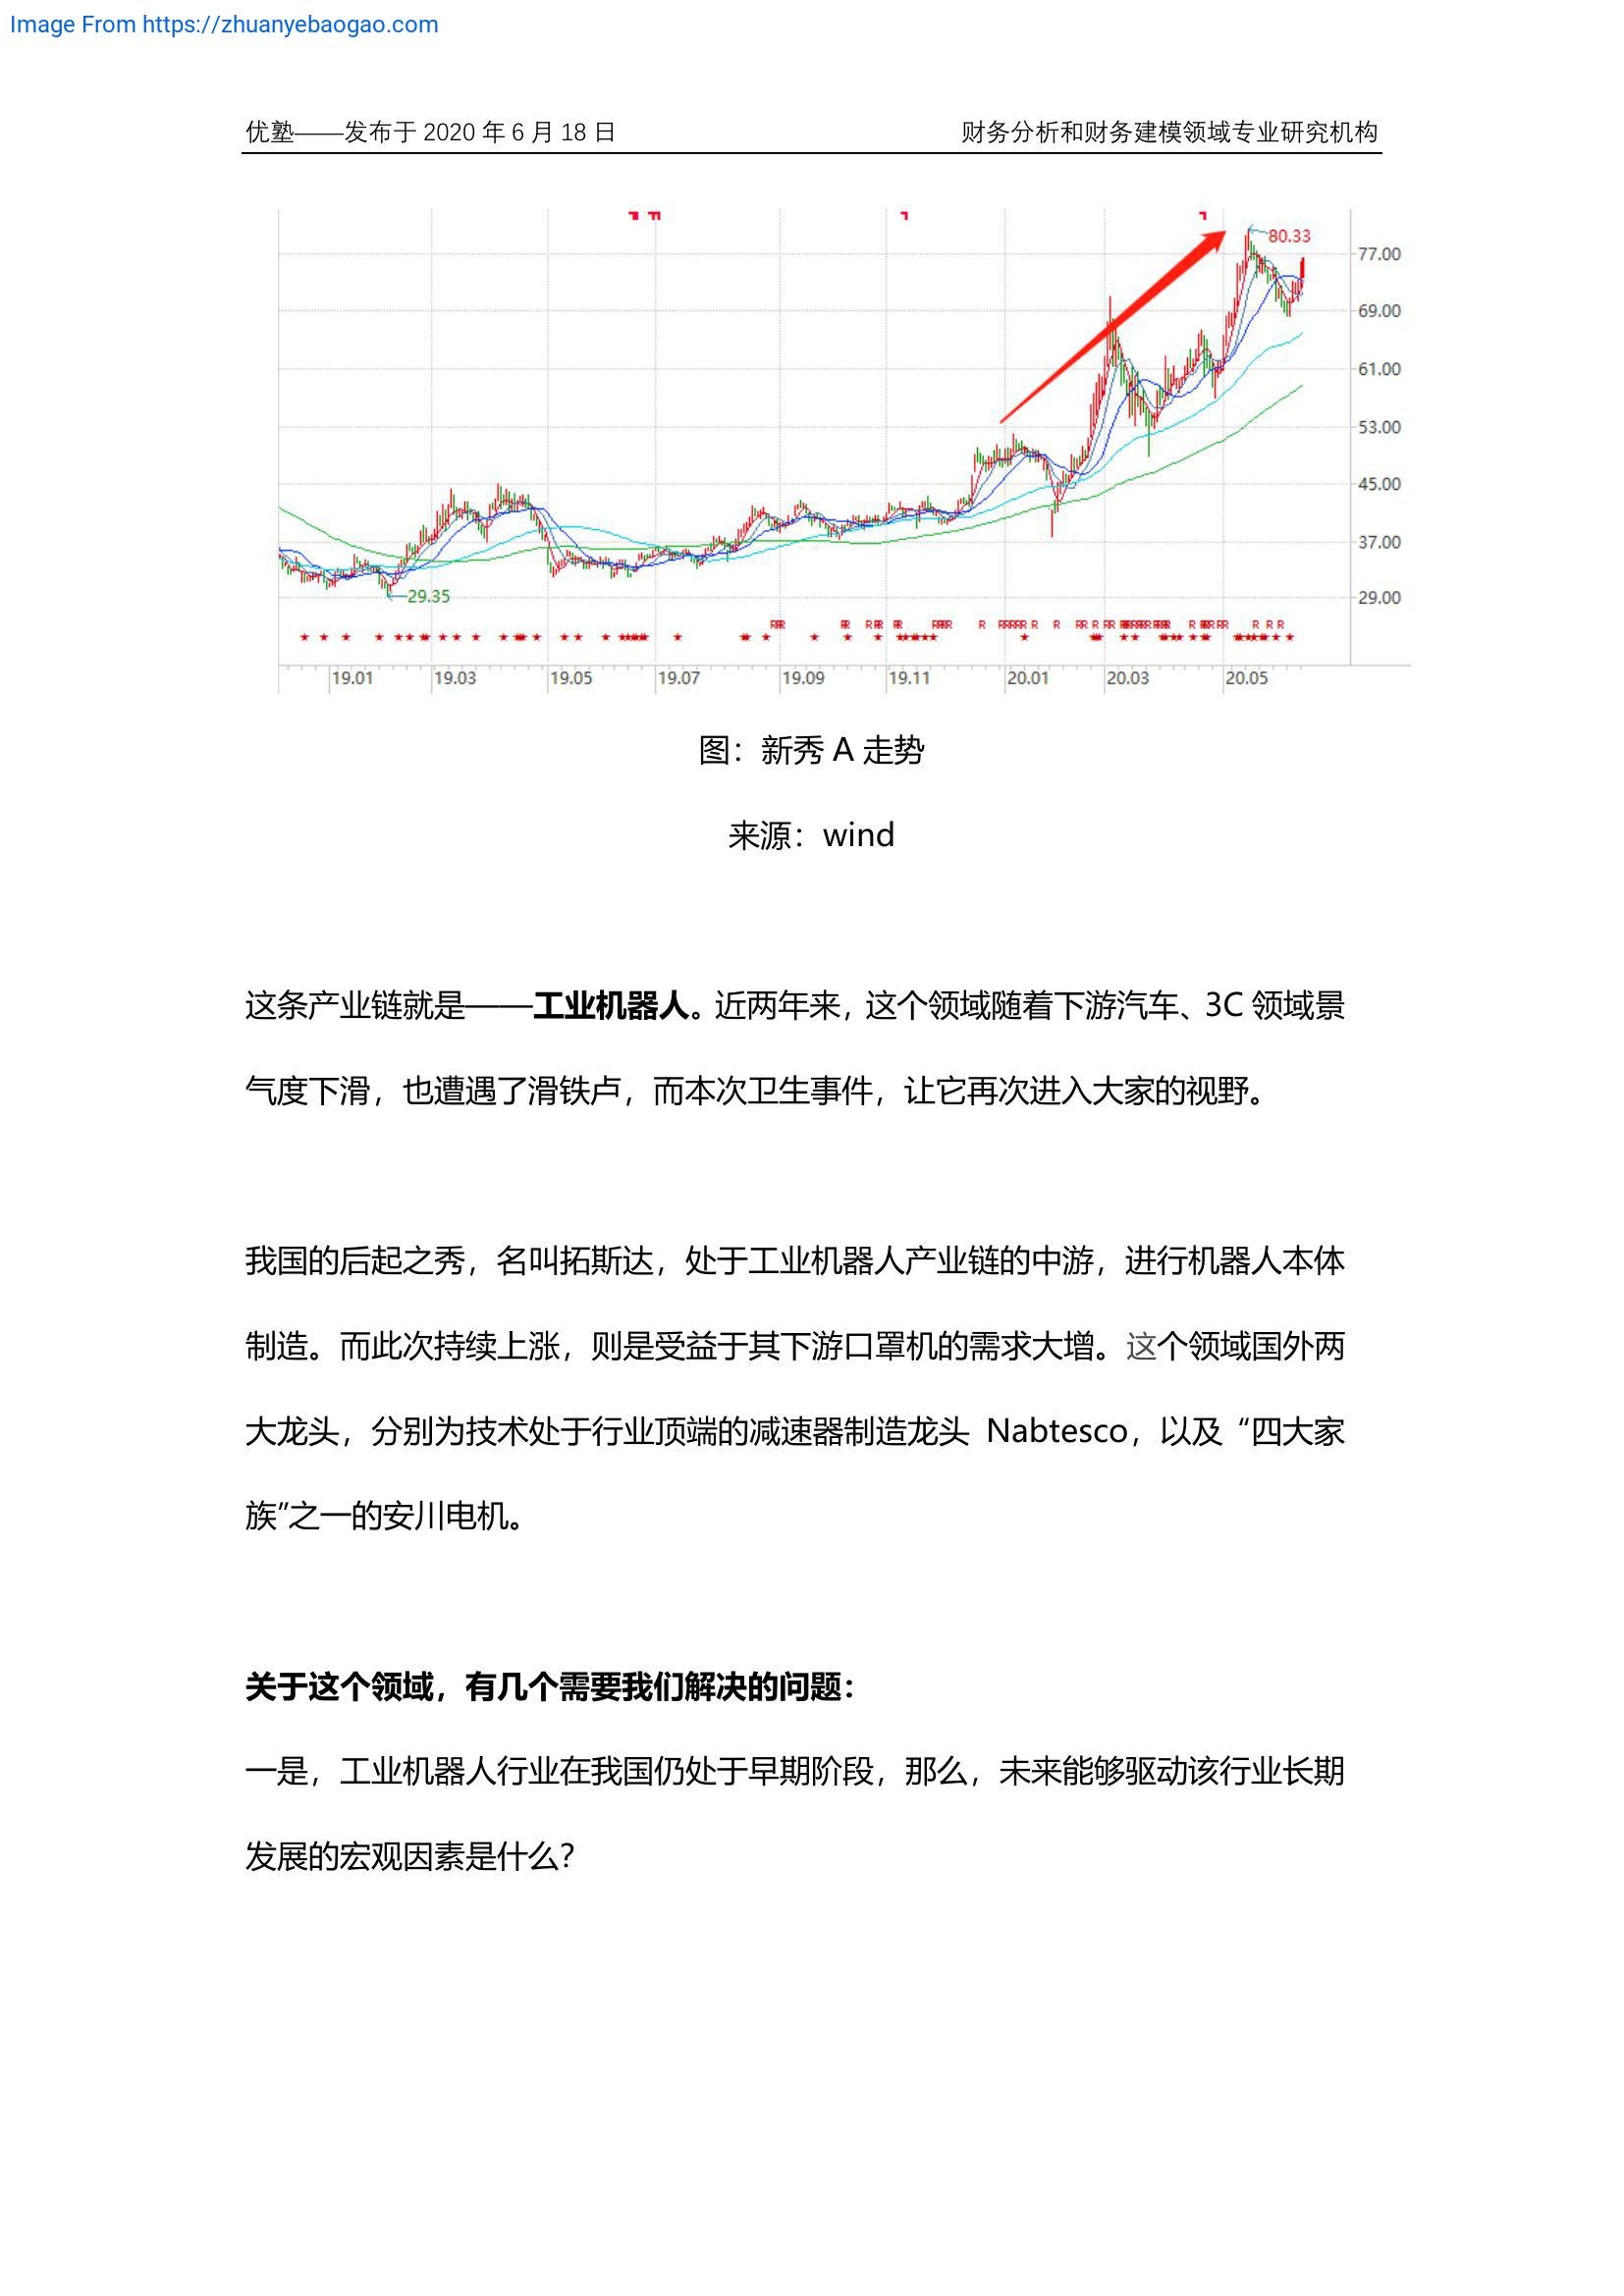 Image From https://zhuanyebaogao.com
优塾——发布于 2020 年 6 月 18 日
财务分析和财务建模领域专业研究机构
80.33
77.00
69.00
61.00
53.00
45.00
37.00
29.35
29.00
19.01 19.03 19.05 19.07 19.09 19.11 20.01 20.03 20.05
图：新秀 A 走势
来源：wind
这条产业链就是——工业机器人。近两年来，这个领域随着下游汽车、3C 领域景
气度下滑，也遭遇了滑铁卢，而本次卫生事件，让它再次进入大家的视野。
我国的后起之秀，名叫拓斯达，处于工业机器人产业链的中游，进行机器人本体
制造。而此次持续上涨，则是受益于其下游口罩机的需求大增。这个领域国外两
大龙头，分别为技术处于行业顶端的减速器制造龙头 Nabtesco，以及“四大家
族”之一的安川电机。
关于这个领域，有几个需要我们解决的问题：
一是，工业机器人行业在我国仍处于早期阶段，那么，未来能够驱动该行业长期
发展的宏观因素是什么？